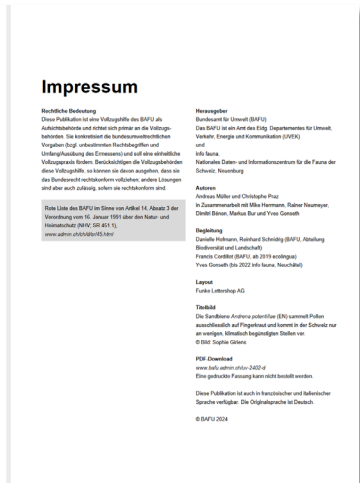 Impressum
Rechtliche Bedeutung
Diese Publikation ist eine Vollzugshilfe des BAFU als
Aufsichtsbehörde und richtet sich primär an die Vollzugs-
behörden. Sie konkretisiert die bundesumweltrechtlichen
Vorgaben (bzgl. unbestimmten Rechtsbegriffen und
Umfang/Ausübung des Ermessens) und soll eine einheitliche
Vollzugspraxis fördern. Berücksichtigen die Vollzugsbehörden
diese Vollzugshilfe, so können sie davon ausgehen, dass sie
das Bundesrecht rechtskonform vollziehen; andere Lösungen
sind aber auch zulässig, sofern sie rechtskonform sind.
Rote Liste des BAFU im Sinne von Artikel 14, Absatz 3 der
Verordnung vom 16. Januar 1991 über den Natur- und
Heimatschutz (NHV; SR 451.1),
www.admin.ch/ch/d/sr/45.html
Herausgeber
Bundesamt für Umwelt (BAFU)
Das BAFU ist ein Amt des Eidg. Departementes für Umwelt,
Verkehr, Energie und Kommunikation (UVEK)
und
info fauna,
Nationales Daten- und Informationszentrum für die Fauna der
Schweiz, Neuenburg
Autoren
Andreas Müller und Christophe Praz
In Zusammenarbeit mit Mike Herrmann, Rainer Neumeyer,
Dimitri Bénon, Markus Bur und Yves Gonseth
Begleitung
Danielle Hofmann, Reinhard Schnidrig (BAFU, Abteilung
Biodiversität und Landschaft)
Francis Cordillot (BAFU, ab 2019 ecolingua)
Yves Gonseth (bis 2022 info fauna, Neuchâtel)
Layout
Funke Lettershop AG
Titelbild
Die Sandbiene Andrena potentillae (EN) sammelt Pollen
ausschliesslich auf Fingerkraut und kommt in der Schweiz nur
an wenigen, klimatisch begünstigten Stellen vor.
© Bild: Sophie Giriens
PDF-Download
www.bafu.admin.ch/uv-2402-d
Eine gedruckte Fassung kann nicht bestellt werden.
Diese Publikation ist auch in französischer und italienischer
Sprache verfügbar. Die Originalsprache ist Deutsch.
© BAFU 2024